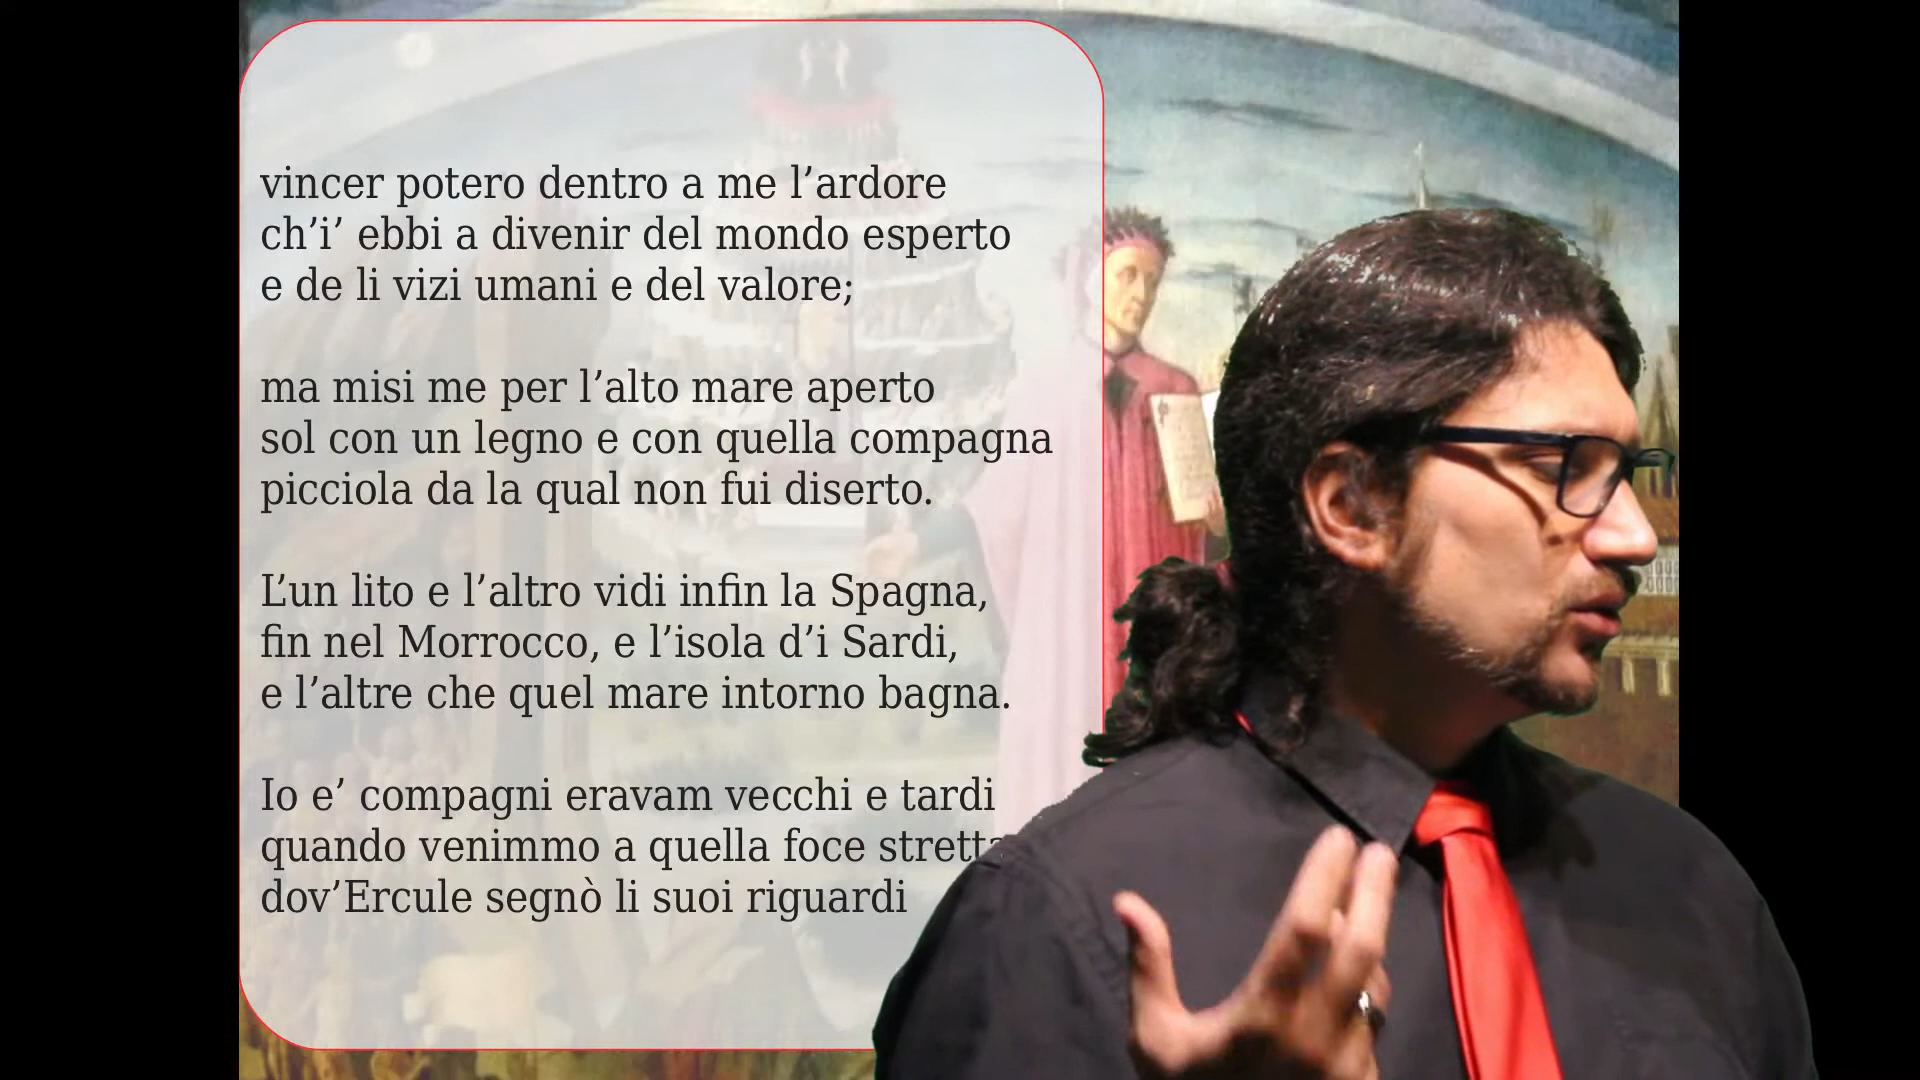 vincer potero dentro a me l’ardore
ch’i’ ebbi a divenir del mondo esperto
e de li vizi umani e del valore;
ma misi me per l’alto mare aperto
sol con un legno e con quella compagna
picciola da la qual non fui diserto.
L’un lito e l’altro vidi infin la Spagna,
fin nel Morrocco, e l’isola d’i Sardi,
e l’altre che quel mare intorno bagna.
Io e’ compagni eravam vecchi e tardi
quando venimmo a quella foce stretta
dov’Ercule segnò li suoi riguardi